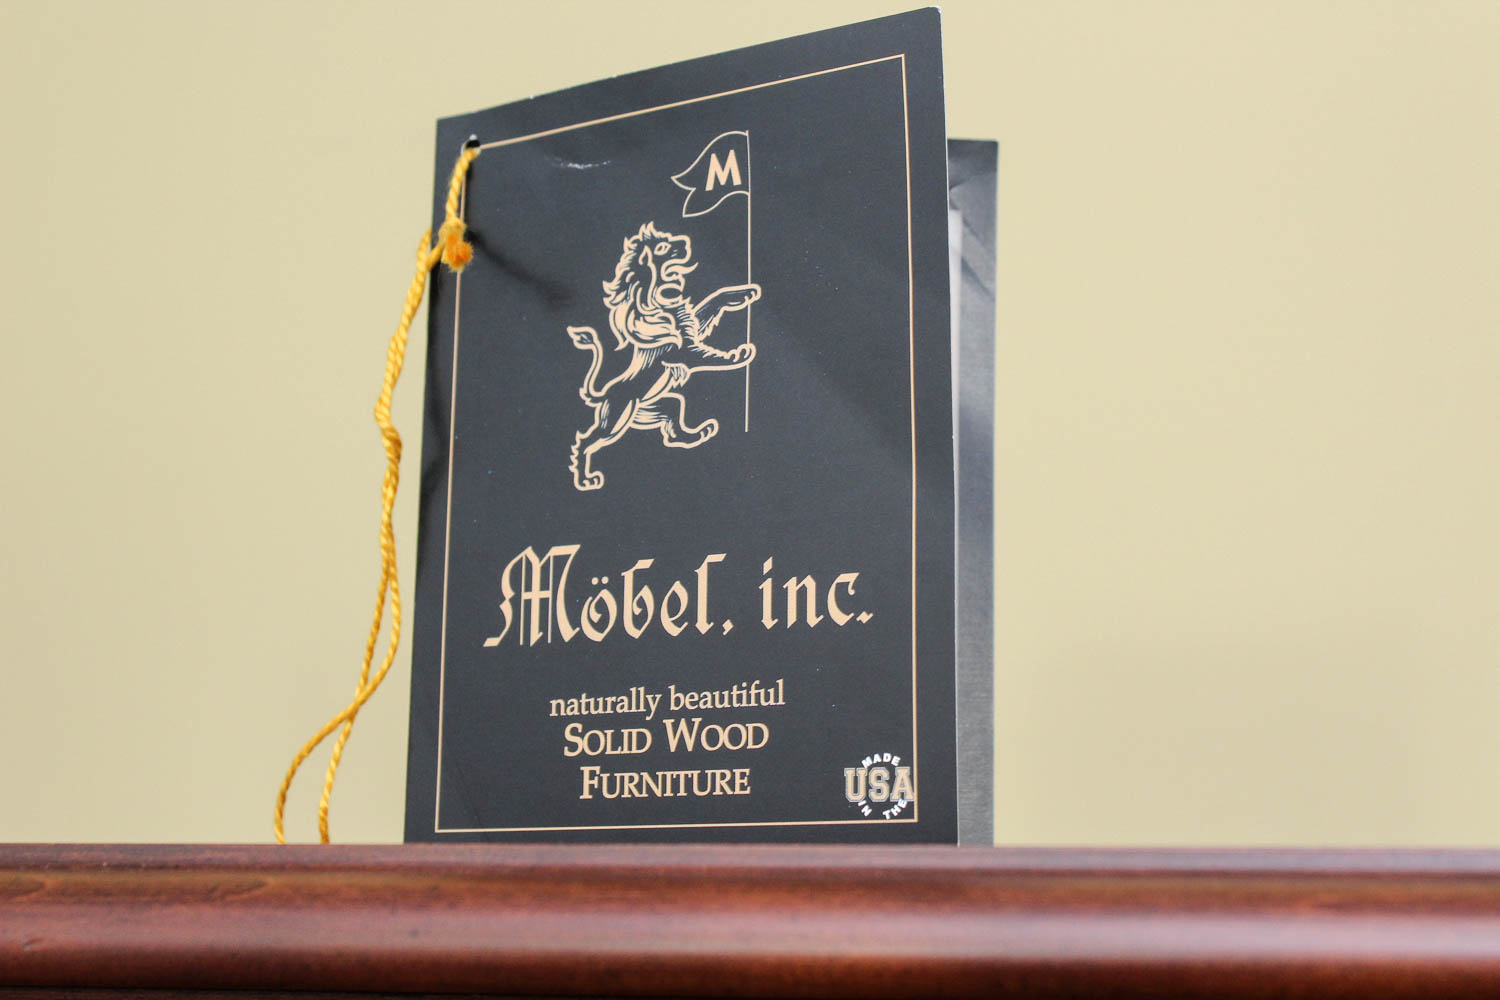 M
Möbel, inc.
naturally beautiful
SOLID WOOD
FURNITURE
MADE
USA
IN THE